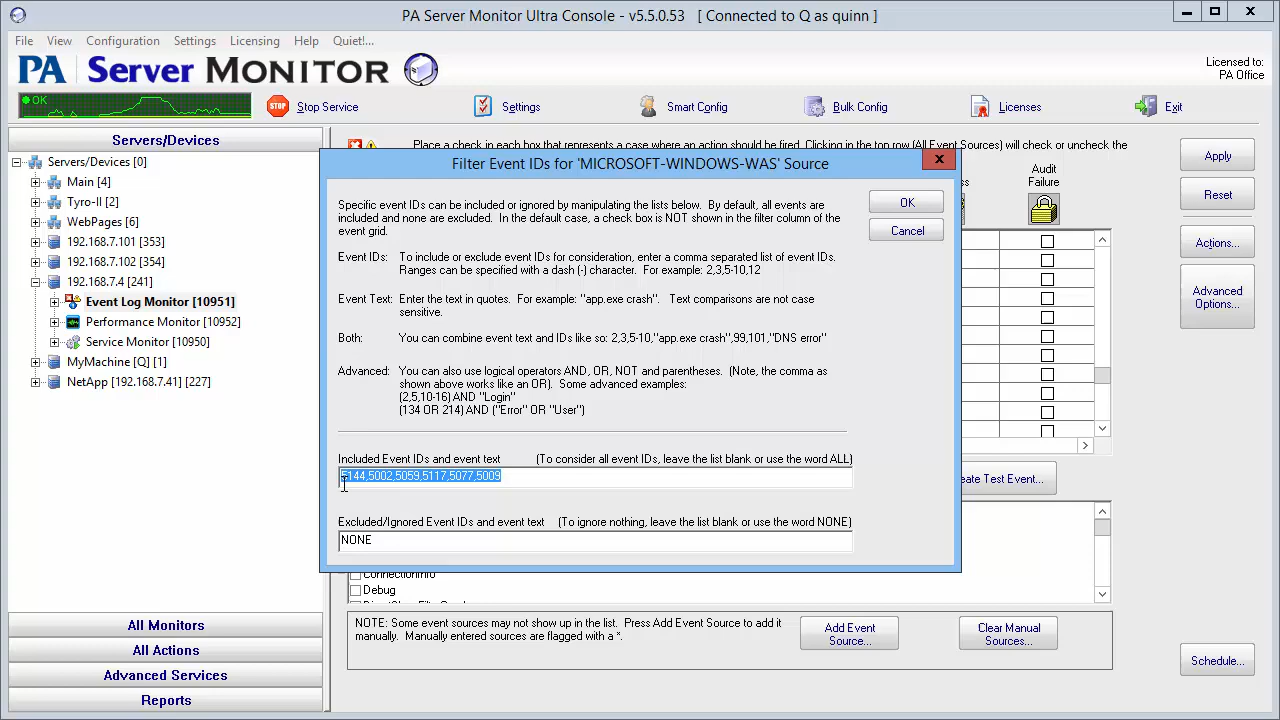 PA Server Monitor Ultra Console - v5.5.0.53 [ Connected to Q as quinn ]
File View Configuration Settings Licensing Help Quiet!...
PA Server MONITOR
Licensed to:
PA Office
OK
STOP
Stop Service
Settings
Smart Config
Bulk Config
Licenses
Exit
Servers/Devices
Servers/Devices [0]
Main [4]
Tyro-II [2]
WebPages [6]
192.168.7.101 [353]
192.168.7.102 [354]
192.168.7.4 [241]
Event Log Monitor [10951]
Performance Monitor [10952]
Service Monitor [10950]
MyMachine [Q] [1]
NetApp [192.168.7.41] [227]
All Monitors
All Actions
Advanced Services
Reports
Place a check in each box that represents a case where an action should be fired. Clicking in the top row (All Event Sources) will check or uncheck the
Audit
Failure
Filter Event IDs for 'MICROSOFT-WINDOWS-WAS' Source
Specific event IDs can be included or ignored by manipulating the lists below. By default, all events are
included and none are excluded. In the default case, a check box is NOT shown in the filter column of the
event grid.
OK
Cancel
Event IDs: To include or exclude event IDs for consideration, enter a comma separated list of event IDs.
Ranges can be specified with a dash (-) character. For example: 2,3,5-10,12
Event Text: Enter the text in quotes. For example: "app.exe crash". Text comparisons are not case
sensitive.
Both: You can combine event text and IDs like so: 2,3,5-10,"app.exe crash",99,101,"DNS error"
Advanced: You can also use logical operators AND, OR, NOT and parentheses. (Note, the comma as
shown above works like an OR). Some advanced examples:
(2,5,10-16) AND "Login"
(134 OR 214) AND ("Error" OR "User")
Included Event IDs and event text (To consider all event IDs, leave the list blank or use the word ALL)
5144,5002,5059,5117,5077,5009
Excluded/Ignored Event IDs and event text (To ignore nothing, leave the list blank or use the word NONE)
NONE
ConnectionInfo
Debug
NOTE: Some event sources may not show up in the list. Press Add Event Source to add it
manually. Manually entered sources are flagged with a *.
Add Event
Source...
Clear Manual
Sources...
Apply
Reset
Actions...
Advanced
Options...
Schedule...
eate Test Event...